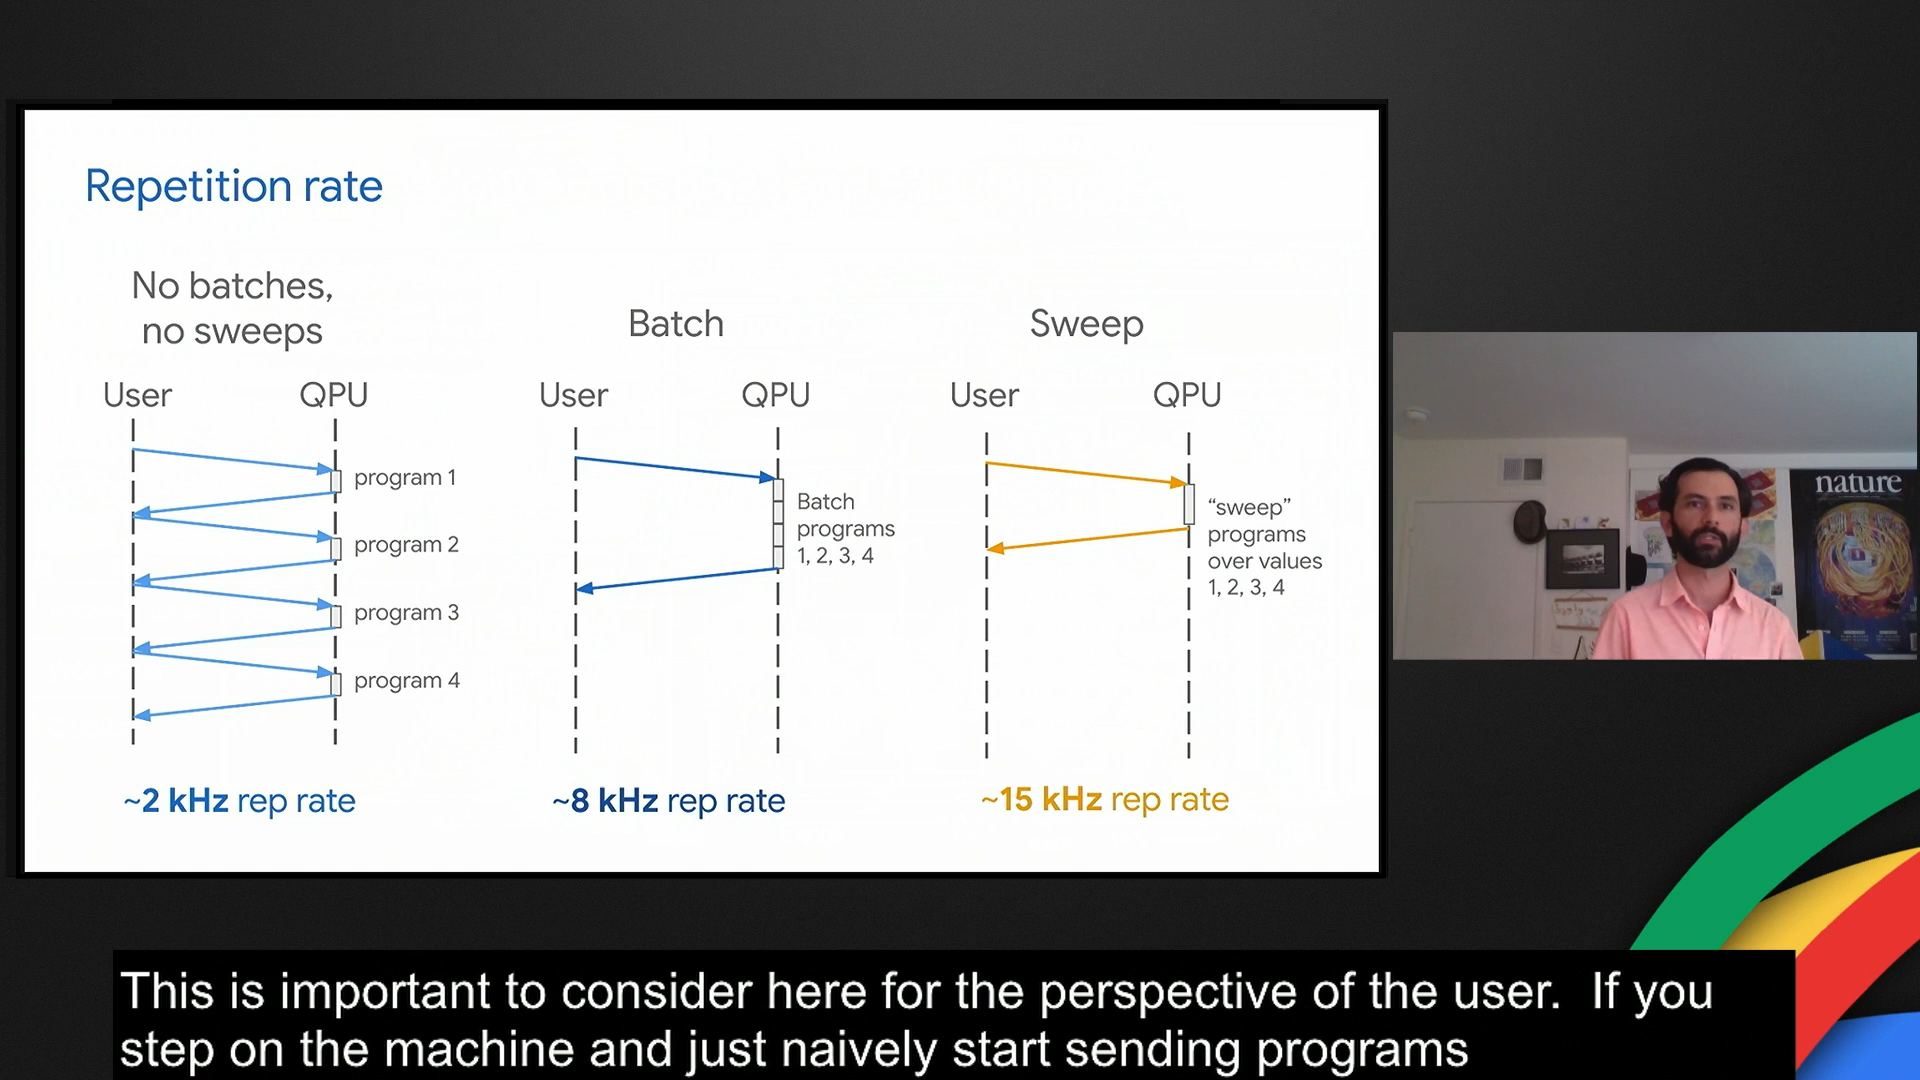 Repetition rate
No batches,
no sweeps
User
QPU
program 1
program 2
program 3
program 4
~2 kHz rep rate
Batch
User
QPU
Batch
programs
1, 2, 3, 4
~8 kHz rep rate
Sweep
User
QPU
“sweep”
programs
over values
1, 2, 3, 4
~15 kHz rep rate
nature
This is important to consider here for the perspective of the user.  If you
step on the machine and just naively start sending programs